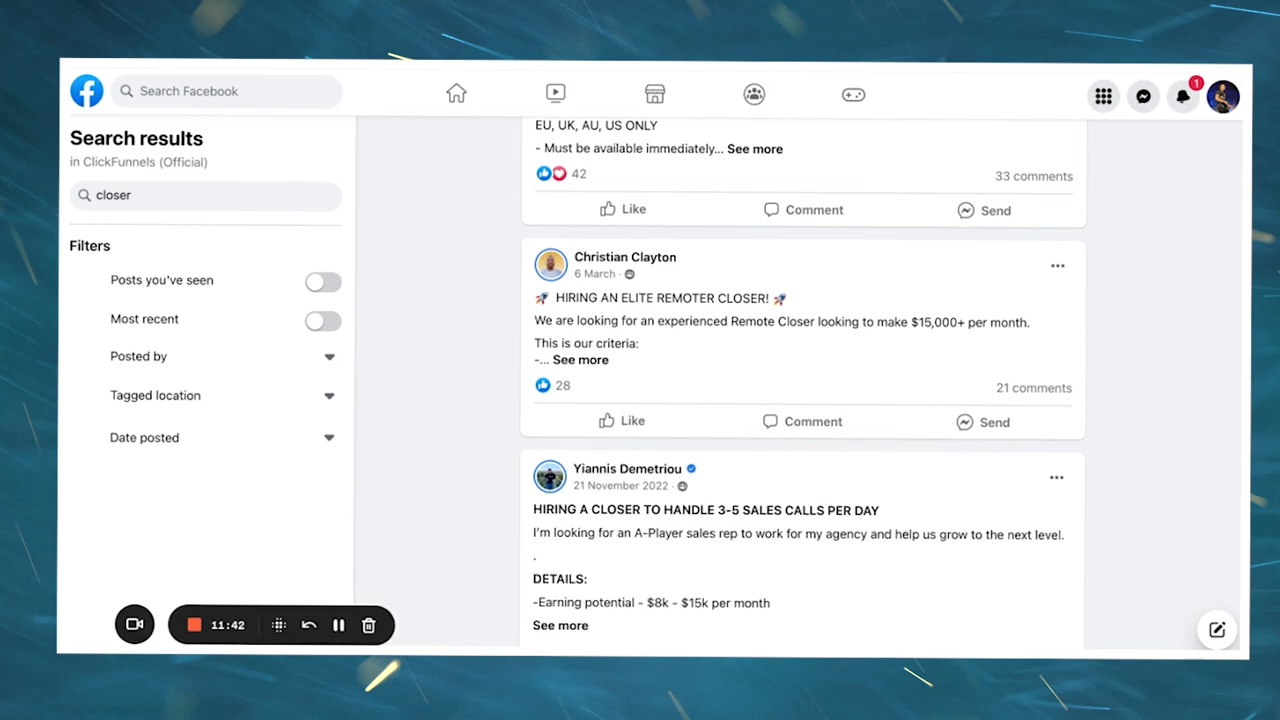 Search Facebook
1
Search results
in ClickFunnels (Official)
closer
Filters
Posts you've seen
Most recent
Posted by
Tagged location
Date posted
11:42
EU, UK, AU, US ONLY
- Must be available immediately... See more
42
33 comments
Like
Comment
Send
Christian Clayton
6 March ·
🚀 HIRING AN ELITE REMOTER CLOSER! 🚀
We are looking for an experienced Remote Closer looking to make $15,000+ per month.
This is our criteria:
-... See more
28
21 comments
Like
Comment
Send
Yiannis Demetriou
21 November 2022 ·
HIRING A CLOSER TO HANDLE 3-5 SALES CALLS PER DAY
I'm looking for an A-Player sales rep to work for my agency and help us grow to the next level.
.
DETAILS:
-Earning potential - $8k - $15k per month
See more